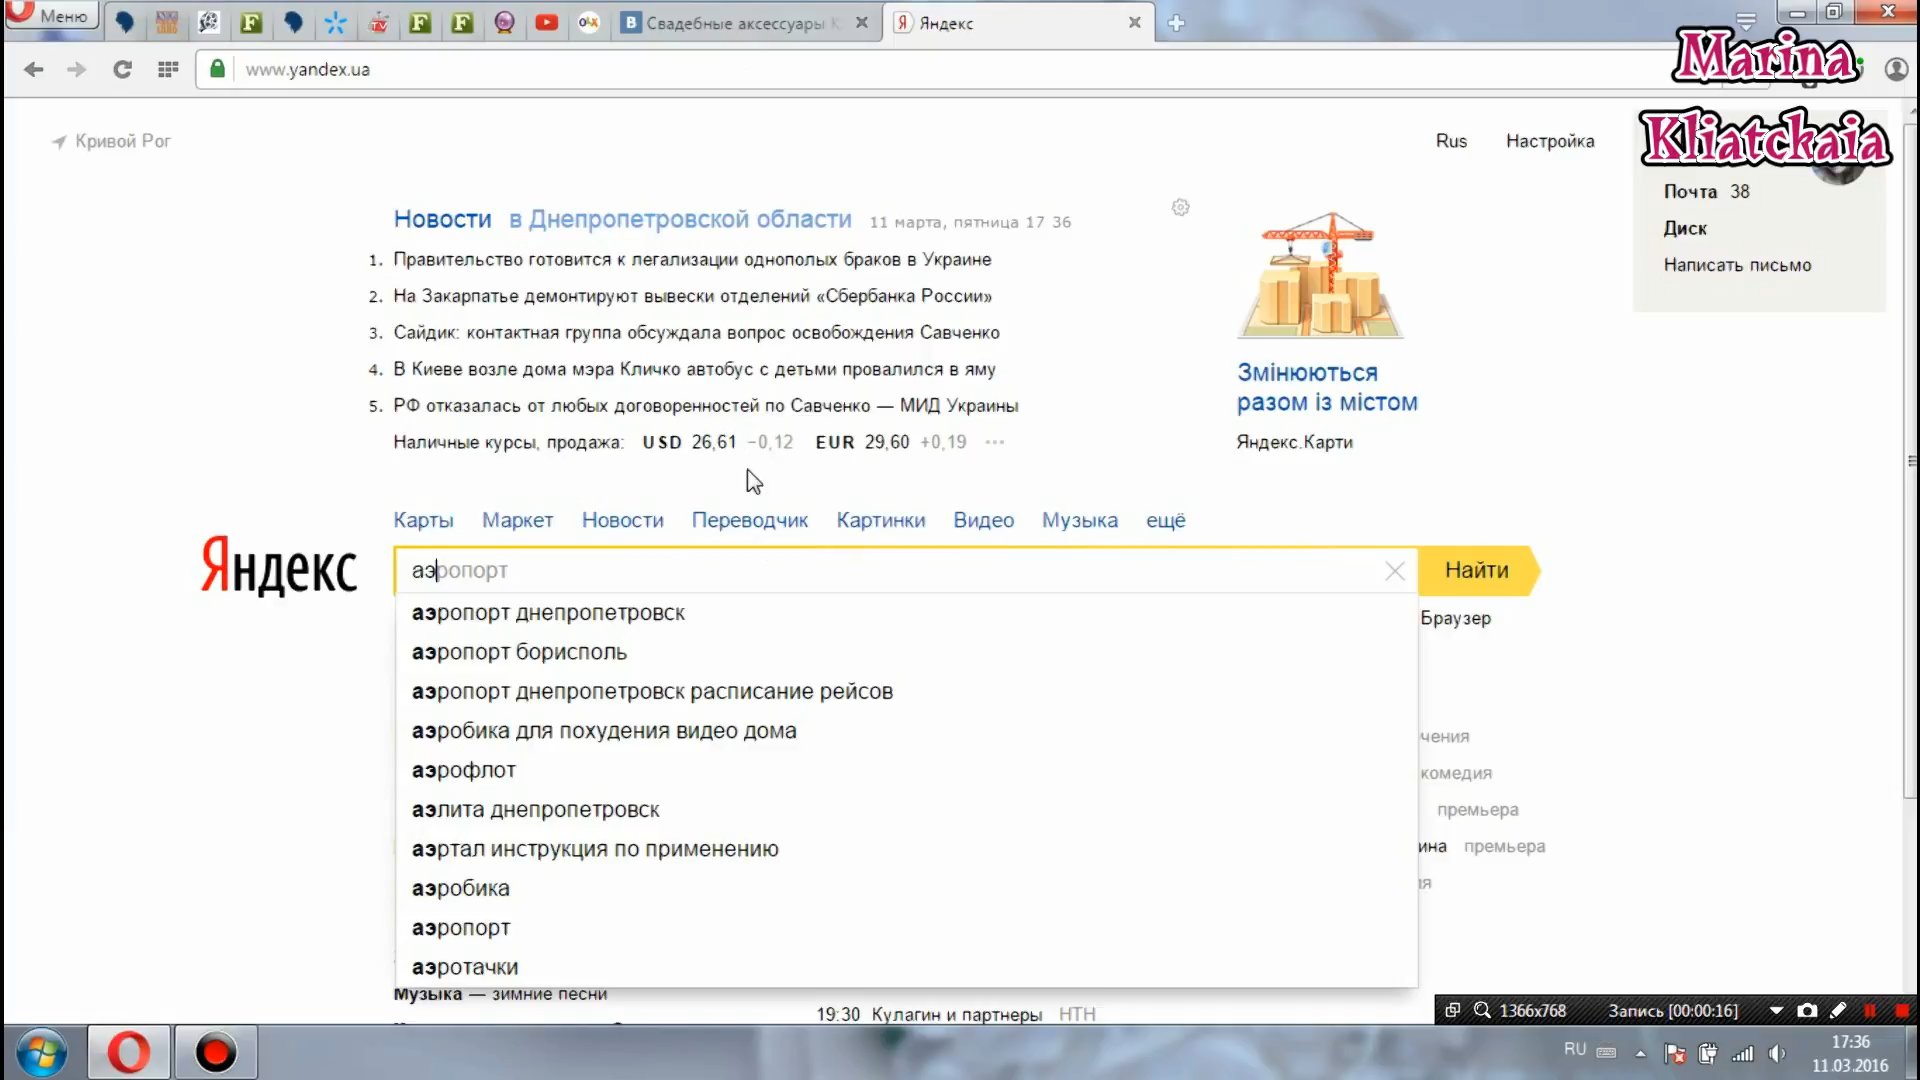 Меню
Свадебные аксессуары К
Яндекс
www.yandex.ua
Marina
Kliatckaia
Кривой Рог
Rus
Настройка
Почта 38
Диск
Написать письмо
Новости в Днепропетровской области 11 марта, пятница 17 36
1. Правительство готовится к легализации однополых браков в Украине
2. На Закарпатье демонтируют вывески отделений «Сбербанка России»
3. Сайдик: контактная группа обсуждала вопрос освобождения Савченко
4. В Киеве возле дома мэра Кличко автобус с детьми провалился в яму
5. РФ отказалась от любых договоренностей по Савченко — МИД Украины
Наличные курсы, продажа: USD 26,61 −0,12 EUR 29,60 +0,19 ···
Змінюються
разом із містом
Яндекс.Карти
Карты Маркет Новости Переводчик Картинки Видео Музыка ещё
Яндекс
аэропорт
Найти
Браузер
аэропорт днепропетровск
аэропорт борисполь
аэропорт днепропетровск расписание рейсов
аэробика для похудения видео дома
аэрофлот
аэлита днепропетровск
аэртал инструкция по применению
аэробика
аэропорт
аэротачки
чения
комедия
премьера
ина премьера
Музыка — зимние песни
19:30 Кулагин и партнеры НТН
1366x768 Запись [00:00:16]
RU
17:36
11.03.2016